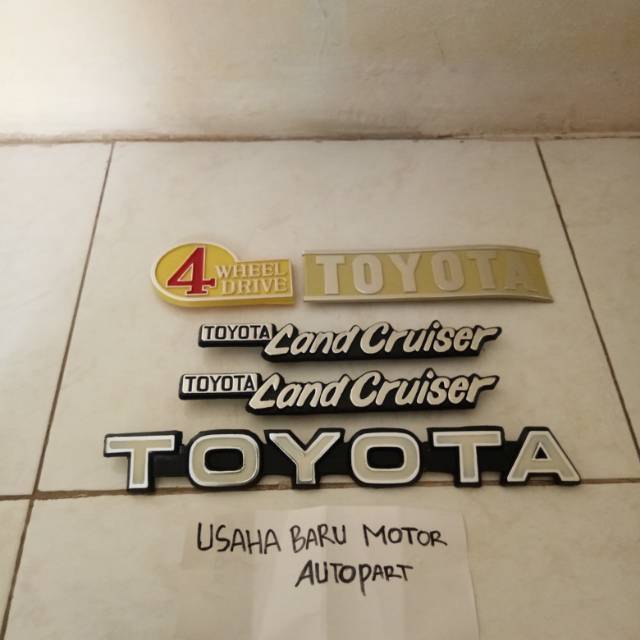 4 WHEEL
DRIVE
TOYOTA
TOYOTA Land Cruiser
TOYOTA Land Cruiser
TOYOTA
USAHA BARU MOTOR
AUTOPART